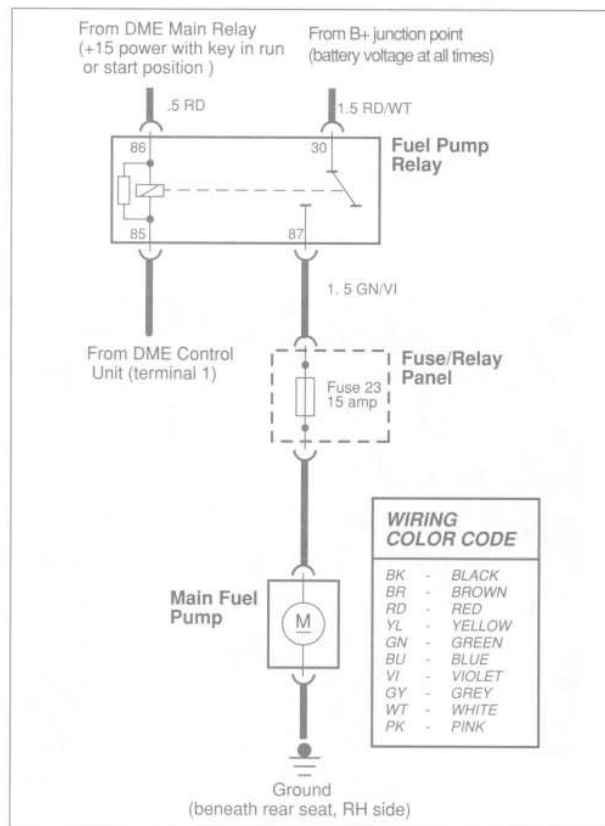 From DME Main Relay
(+15 power with key in run
or start position )
From B+ junction point
(battery voltage at all times)
.5 RD
1.5 RD/WT
86
30
Fuel Pump
Relay
85
87
1. 5 GN/VI
From DME Control
Unit (terminal 1)
Fuse/Relay
Panel
Fuse 23
15 amp
Main Fuel
Pump
M
WIRING
COLOR CODE
BK - BLACK
BR - BROWN
RD - RED
YL - YELLOW
GN - GREEN
BU - BLUE
VI - VIOLET
GY - GREY
WT - WHITE
PK - PINK
Ground
(beneath rear seat, RH side)